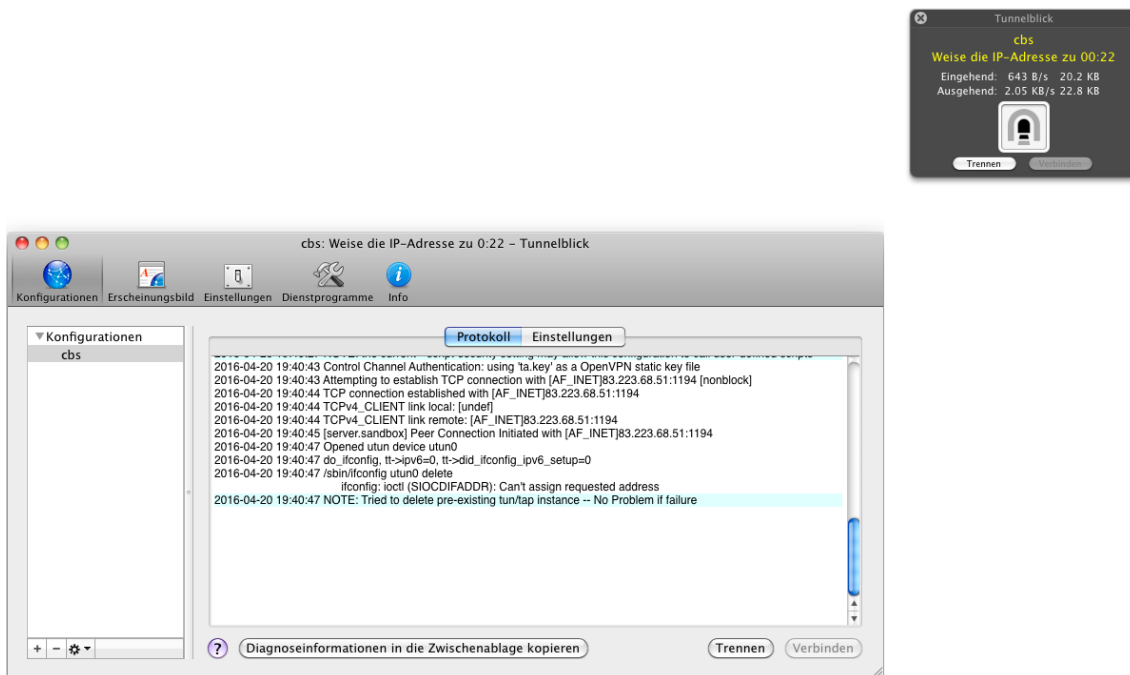 Tunnelblick
cbs
Weise die IP-Adresse zu 00:22
Eingehend: 643 B/s 20.2 KB
Ausgehend: 2.05 KB/s 22.8 KB
Trennen Verbinden
cbs: Weise die IP-Adresse zu 0:22 – Tunnelblick
Konfigurationen Erscheinungsbild Einstellungen Dienstprogramme Info
Konfigurationen
cbs
Protokoll Einstellungen
2016-04-20 19:40:43 Control Channel Authentication: using 'ta.key' as a OpenVPN static key file
2016-04-20 19:40:43 Attempting to establish TCP connection with [AF_INET]83.223.68.51:1194 [nonblock]
2016-04-20 19:40:44 TCP connection established with [AF_INET]83.223.68.51:1194
2016-04-20 19:40:44 TCPv4_CLIENT link local: [undef]
2016-04-20 19:40:44 TCPv4_CLIENT link remote: [AF_INET]83.223.68.51:1194
2016-04-20 19:40:45 [server.sandbox] Peer Connection Initiated with [AF_INET]83.223.68.51:1194
2016-04-20 19:40:47 Opened utun device utun0
2016-04-20 19:40:47 do_ifconfig, tt->ipv6=0, tt->did_ifconfig_ipv6_setup=0
2016-04-20 19:40:47 /sbin/ifconfig utun0 delete
ifconfig: ioctl (SIOCDIFADDR): Can't assign requested address
2016-04-20 19:40:47 NOTE: Tried to delete pre-existing tun/tap instance -- No Problem if failure
Diagnoseinformationen in die Zwischenablage kopieren
Trennen Verbinden